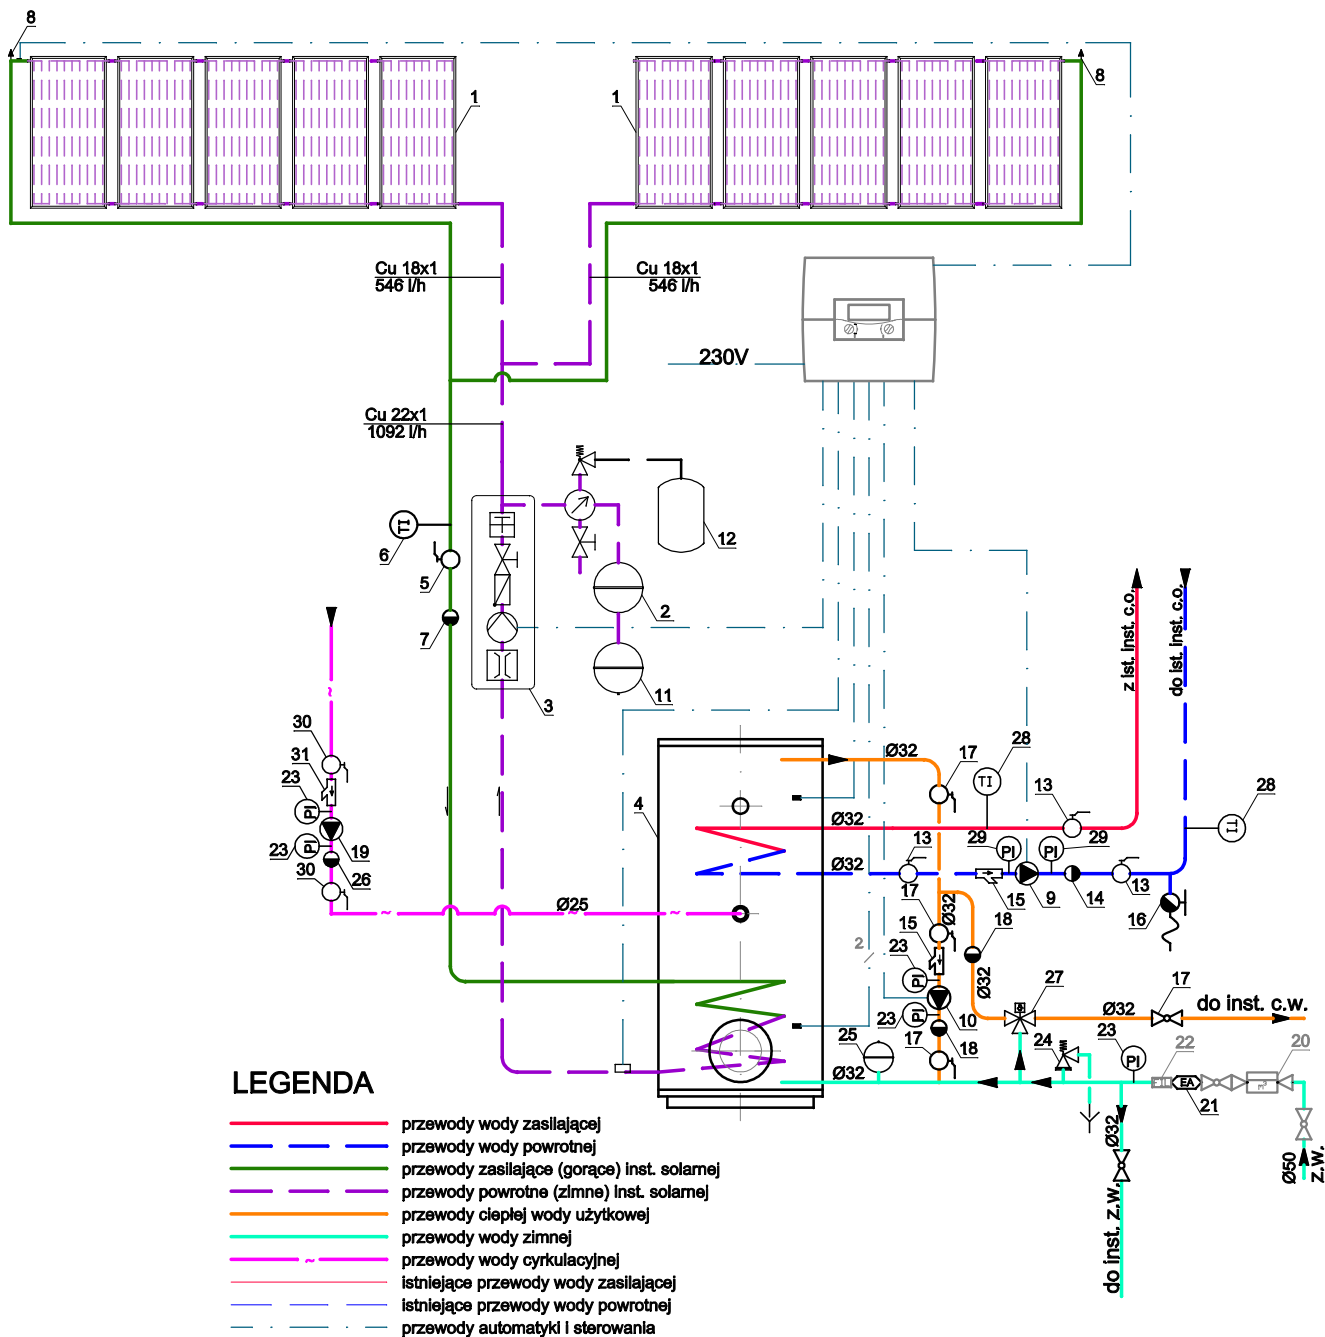 8
1
1
8
Cu 18x1
546 l/h
Cu 18x1
546 l/h
230V
Cu 22x1
1092 l/h
TI
6
5
12
2
7
11
3
z ist. inst. c.o.
do ist. inst. c.o.
30
31
23
PI
23
PI
19
26
30
Ø25
4
Ø32
17
28
TI
13
Ø32
28
TI
13
29
PI
29
PI
Ø32
15
9
14
13
16
17
Ø32
15
18
2
23
PI
Ø32
27
17
Ø32
do inst. c.w.
23
PI
10
25
18
17
24
23
PI
22
20
Ø32
EA
21
m³
Ø32
Ø50
z.w.
do inst. z.w.
LEGENDA
przewody wody zasilającej
przewody wody powrotnej
przewody zasilające (gorące) inst. solarnej
przewody powrotne (zimne) inst. solarnej
przewody ciepłej wody użytkowej
przewody wody zimnej
~ przewody wody cyrkulacyjnej
istniejące przewody wody zasilającej
istniejące przewody wody powrotnej
przewody automatyki i sterowania